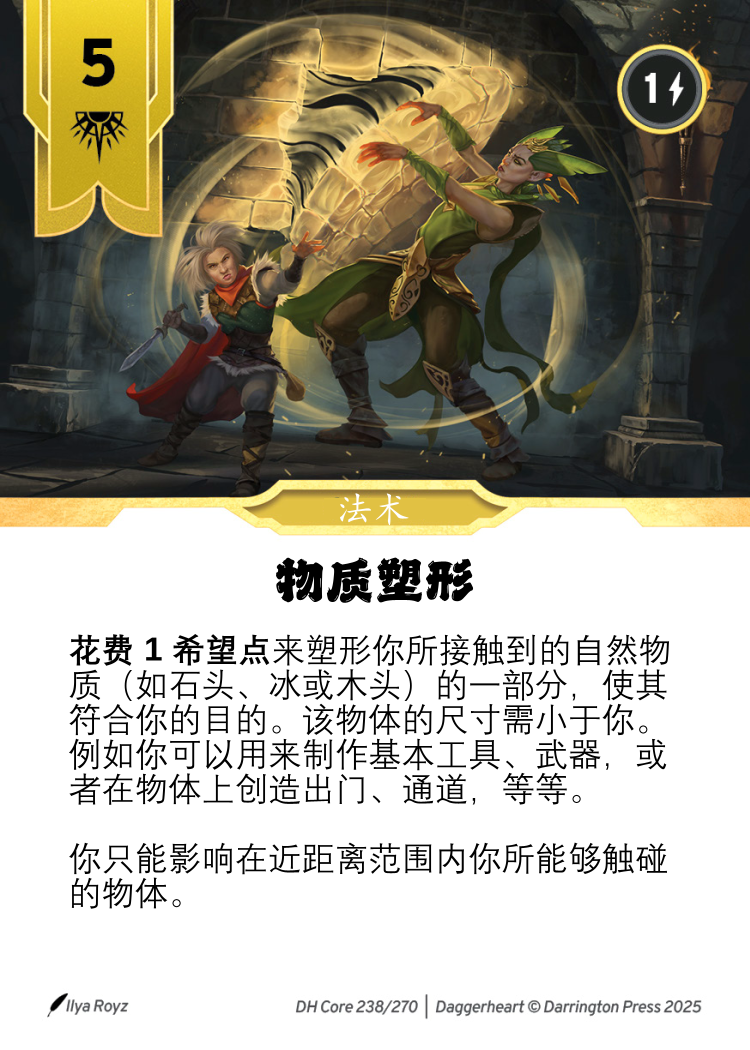 5
1
法术
物质塑形
花费 1 希望点来塑形你所接触到的自然物
质（如石头、冰或木头）的一部分，使其
符合你的目的。该物体的尺寸需小于你。
例如你可以用来制作基本工具、武器，或
者在物体上创造出门、通道，等等。
你只能影响在近距离范围内你所能够触碰
的物体。
Ilya Royz
DH Core 238/270 | Daggerheart © Darrington Press 2025